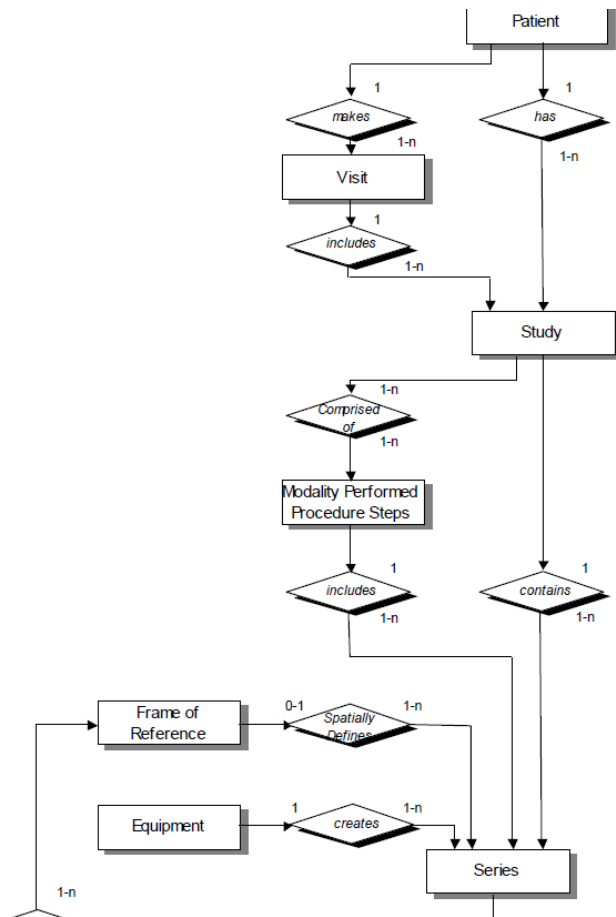 Patient
1
1
makes
has
1-n
1-n
Visit
1
includes
1-n
Study
1-n
Comprised
of
1-n
Modality Performed
Procedure Steps
1
1
includes
contains
1-n
1-n
0-1
1-n
Frame of
Reference
Spatially
Defines
1
1-n
Equipment
creates
Series
1-n